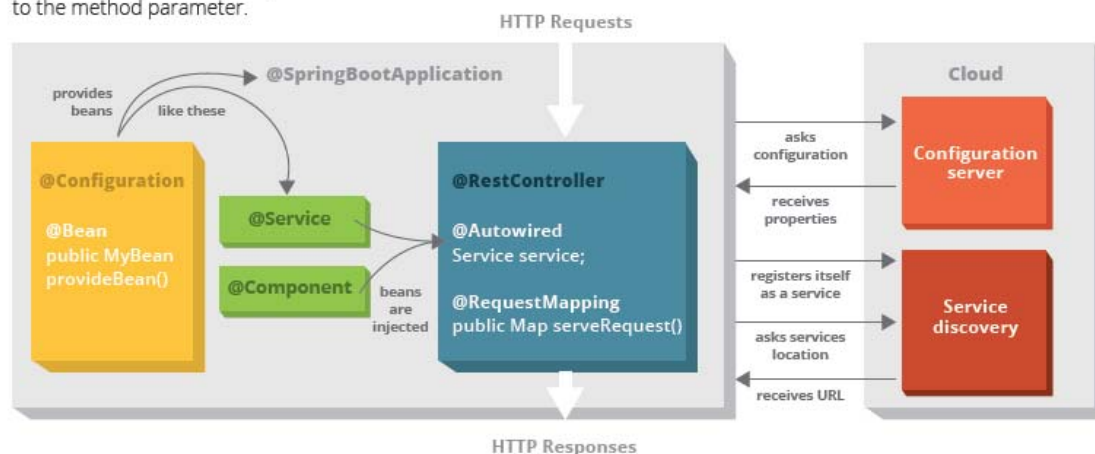 to the method parameter.
HTTP Requests
@SpringBootApplication
provides
beans
like these
@Configuration
@Bean
public MyBean
provideBean()
@Service
@Component
beans
are
injected
@RestController
@Autowired
Service service;
@RequestMapping
public Map serveRequest()
HTTP Responses
asks
configuration
receives
properties
registers itself
as a service
asks services
location
receives URL
Cloud
Configuration
server
Service
discovery